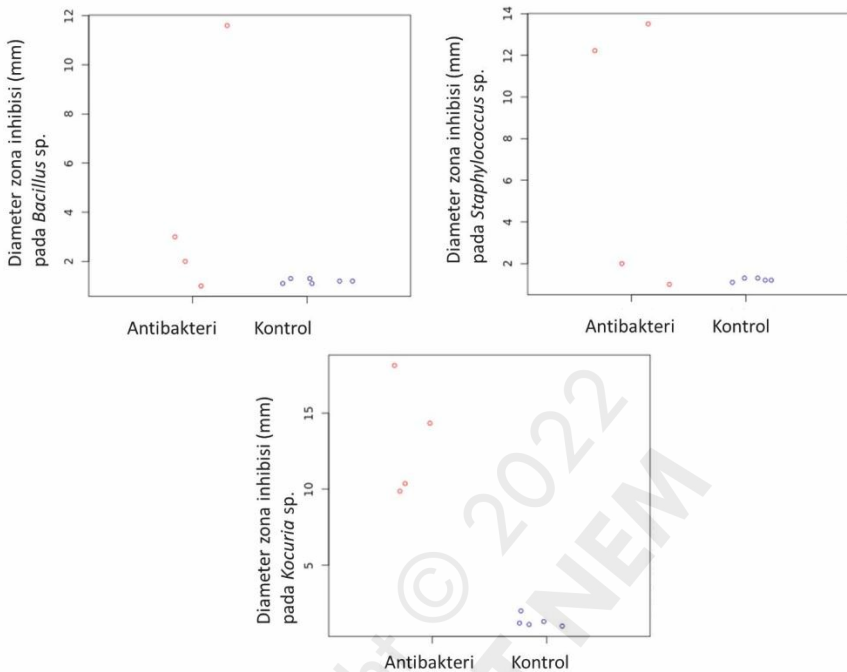 Diameter zona inhibisi (mm)
pada Bacillus sp.
12
10
8
6
4
2
Antibakteri
Kontrol
Diameter zona inhibisi (mm)
pada Staphylococcus sp.
14
12
10
8
6
4
2
Antibakteri
Kontrol
Diameter zona inhibisi (mm)
pada Kocuria sp.
15
10
5
Antibakteri
Kontrol
© 2022
NEM